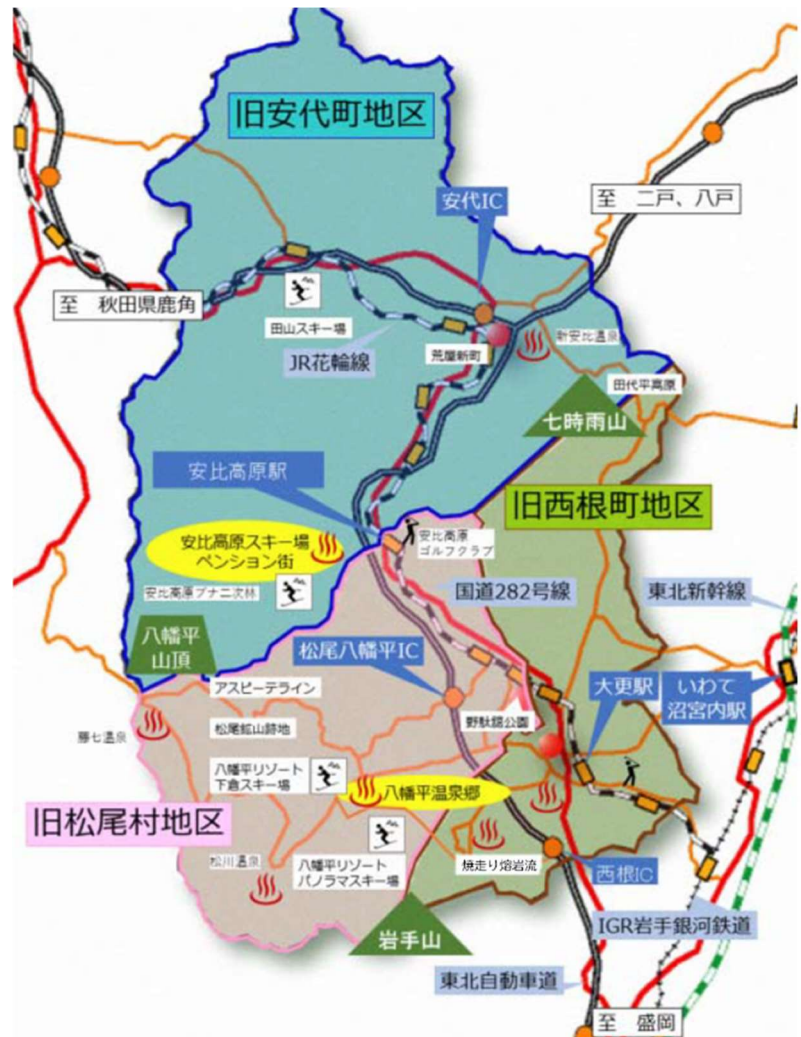 旧安代町地区
安代IC
至　二戸、八戸
至　秋田県鹿角
田山スキー場
JR花輪線
荒屋新町
新安比温泉
田代平高原
七時雨山
安比高原駅
旧西根町地区
安比高原スキー場
ペンション街
安比高原
ゴルフクラブ
安比高原ブナ二次林
国道282号線
東北新幹線
八幡平
山頂
松尾八幡平IC
アスピーテライン
大更駅
いわて
沼宮内駅
藤七温泉
松尾鉱山跡地
野駄舘公園
八幡平リゾート
下倉スキー場
八幡平温泉郷
旧松尾村地区
松川温泉
八幡平リゾート
パノラマスキー場
焼走り熔岩流
西根IC
岩手山
IGR岩手銀河鉄道
東北自動車道
至　盛岡